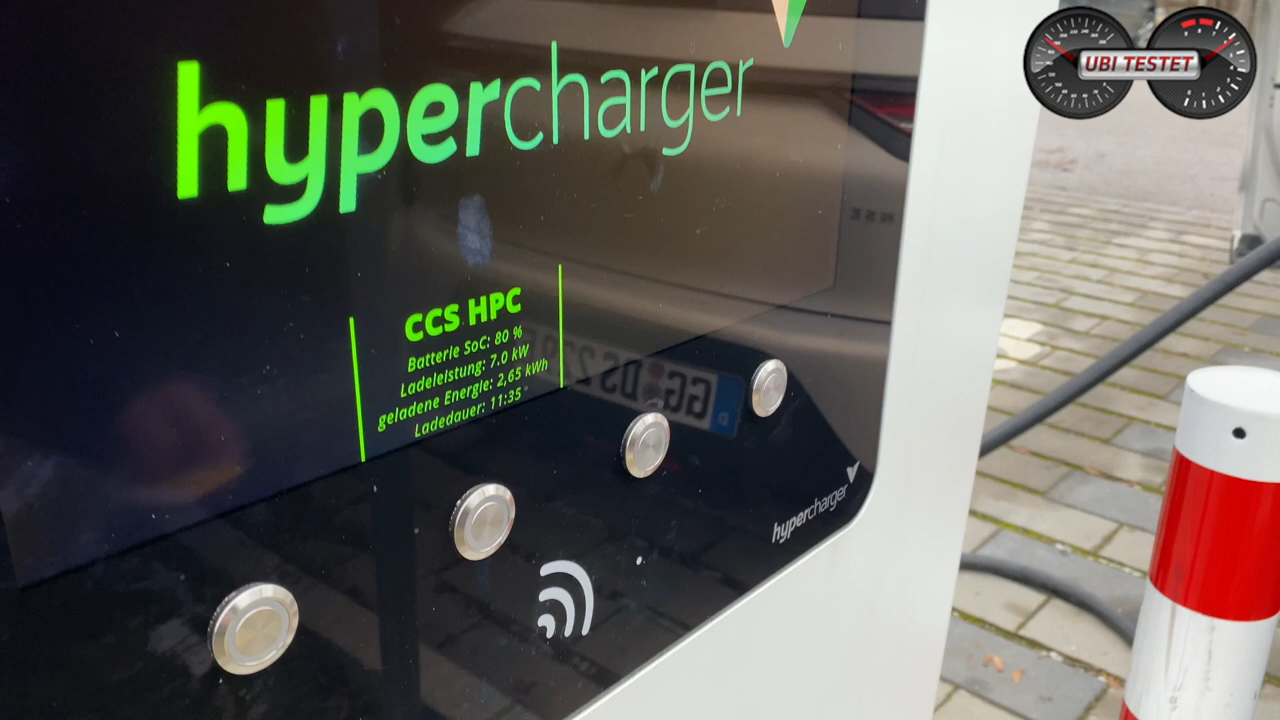 UBI TESTET
hypercharger
CCS HPC
Batterie SoC: 80 %
Ladeleistung: 7.0 kW
geladene Energie: 2,65 kWh
Ladedauer: 11:35
hypercharger